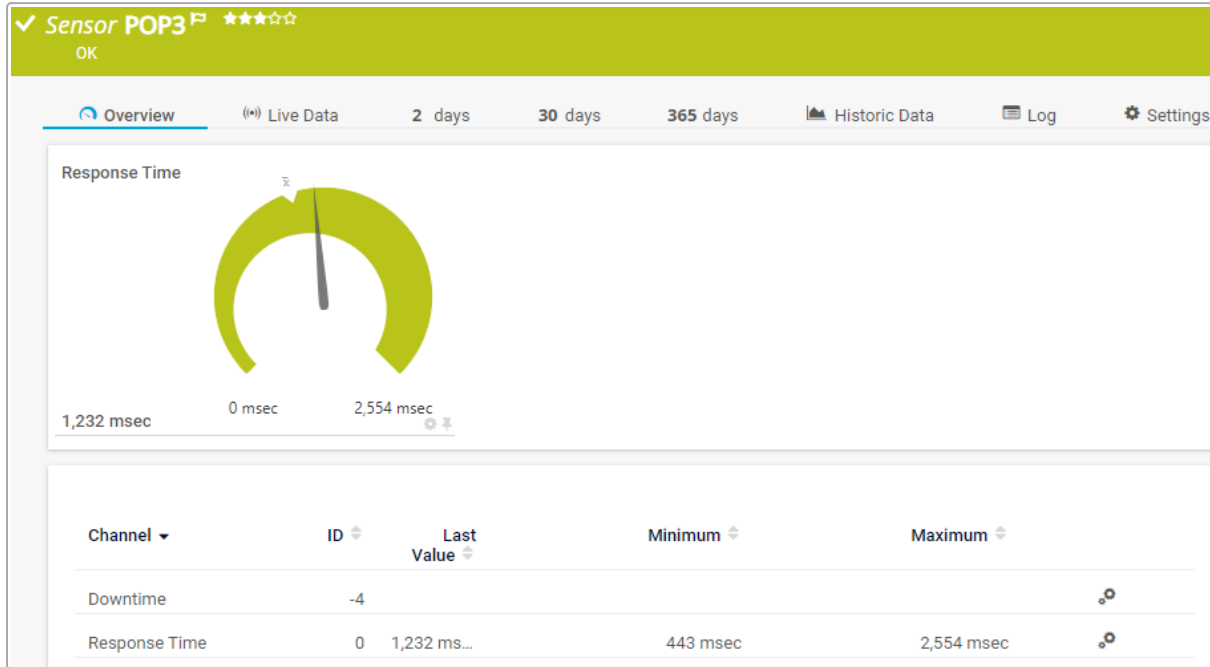 Sensor POP3
OK
Overview Live Data 2 days 30 days 365 days Historic Data Log Settings
Response Time
x̄
0 msec 2,554 msec
1,232 msec
Channel ID Last Value Minimum Maximum
Downtime -4
Response Time 0 1,232 ms... 443 msec 2,554 msec